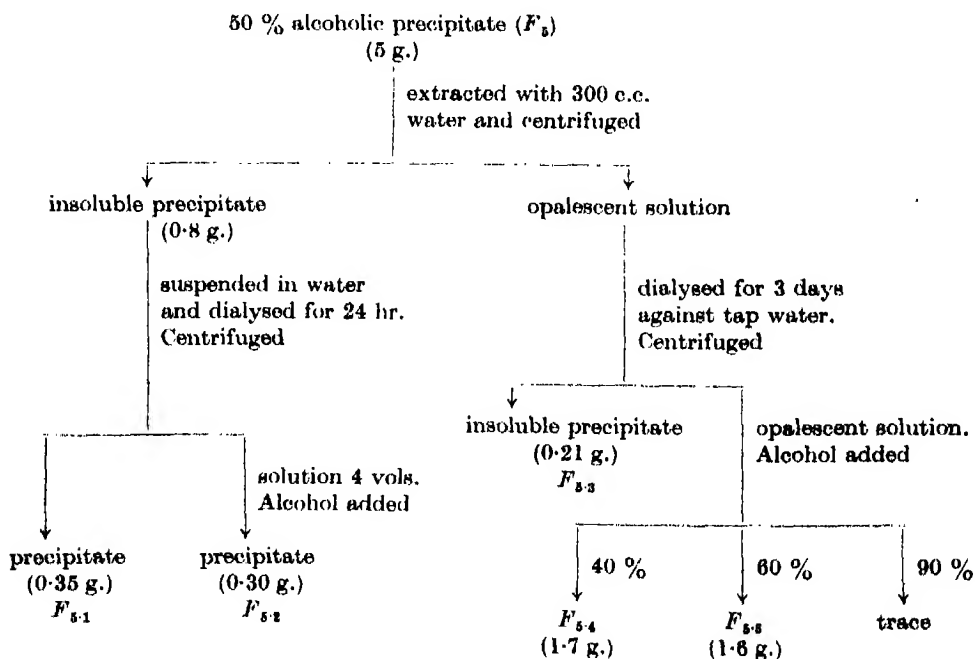 50 % alcoholic precipitate (F₅)
(5 g.)
extracted with 300 c.c.
water and centrifuged
insoluble precipitate
(0·8 g.)
opalescent solution
suspended in water
and dialysed for 24 hr.
Centrifuged
dialysed for 3 days
against tap water.
Centrifuged
insoluble precipitate
(0·21 g.)
F₅.₃
opalescent solution.
Alcohol added
solution 4 vols.
Alcohol added
precipitate
(0·35 g.)
F₅.₁
precipitate
(0·30 g.)
F₅.₂
40 %
60 %
90 %
F₅.₄
(1·7 g.)
F₅.₅
(1·6 g.)
trace